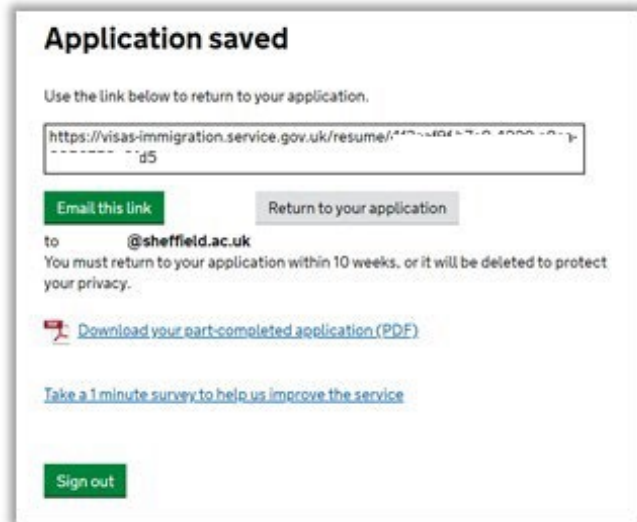 Application saved
Use the link below to return to your application.
https://visas-immigration.service.gov.uk/resume/
d5
Email this link
Return to your application
to @sheffield.ac.uk
You must return to your application within 10 weeks, or it will be deleted to protect
your privacy.
PDF
Download your part-completed application (PDF)
Take a 1 minute survey to help us improve the service
Sign out